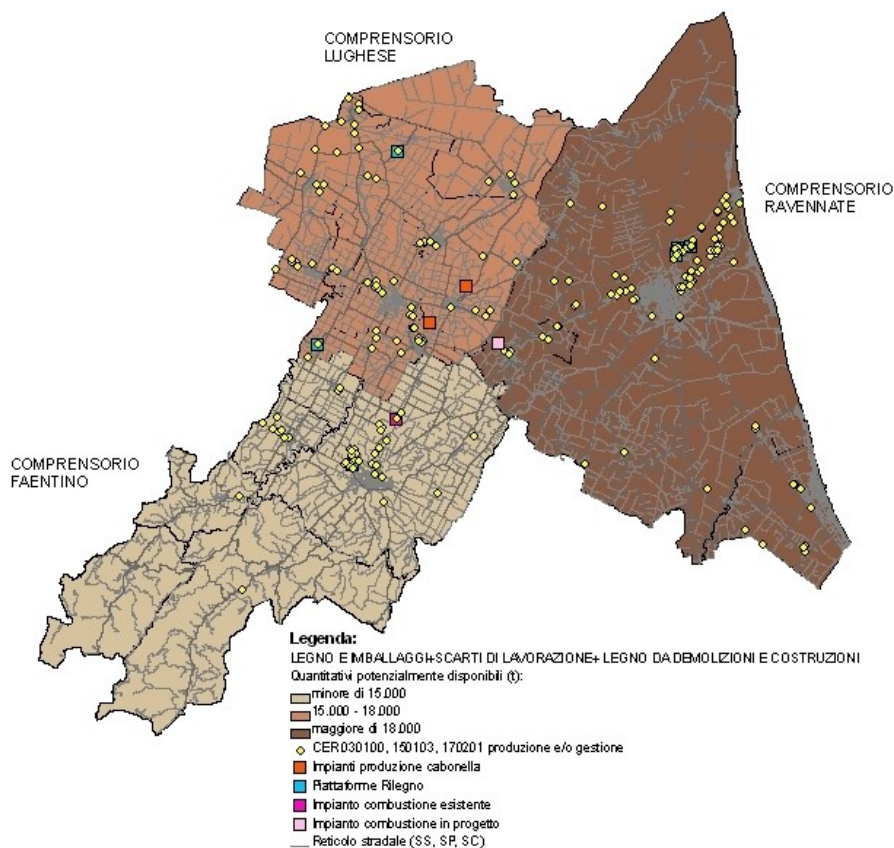 COMPRENSORIO
LUGHESE
COMPRENSORIO
RAVENNATE
COMPRENSORIO
FAENTINO
Legenda:
LEGNO E IMBALLAGGI+SCARTI DI LAVORAZIONE+ LEGNO DA DEMOLIZIONI E COSTRUZIONI
Quantitativi potenzialmente disponibili (t):
minore di 15.000
15.000 - 18.000
maggiore di 18.000
CER 030100, 150103, 170201 produzione e/o gestione
Impianti produzione cabonella
Piattaforme Rilegno
Impianto combustione esistente
Impianto combustione in progetto
Reticolo stradale (SS, SP, SC)